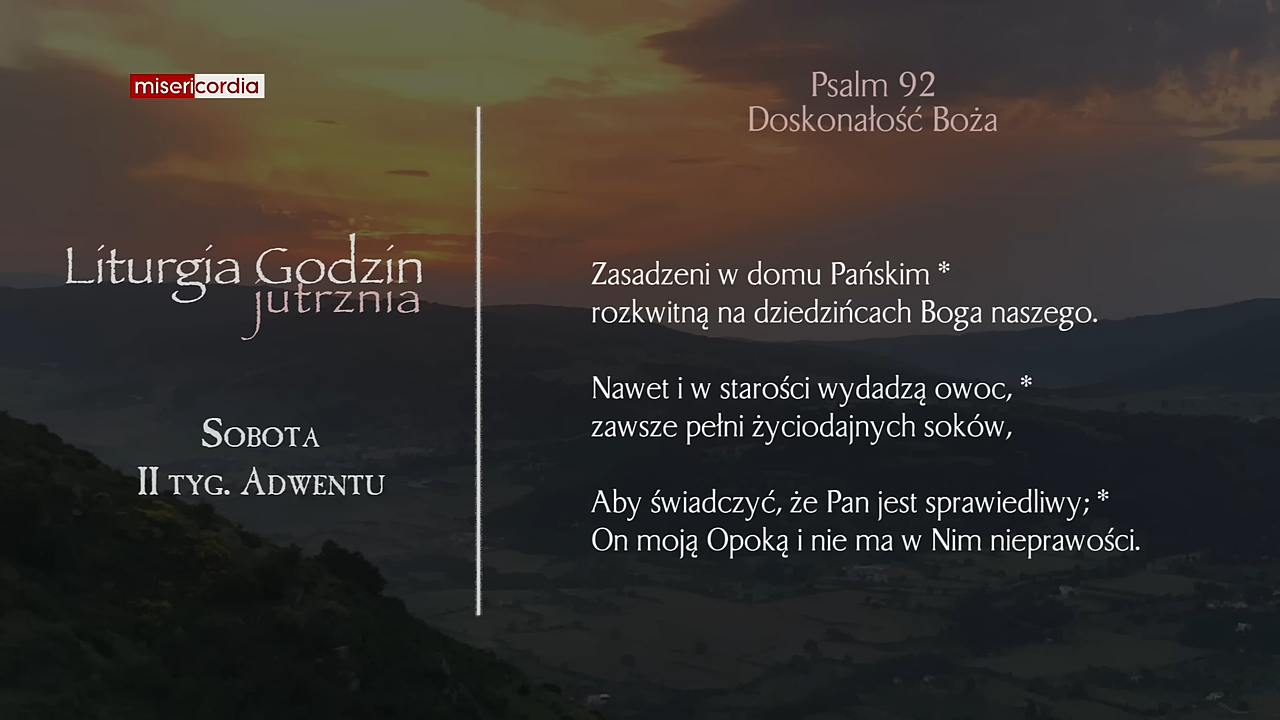 misericordia
Liturgia Godzin
jutrznia
Sobota
II tyg. Adwentu
Psalm 92
Doskonałość Boża
Zasadzeni w domu Pańskim *
rozkwitną na dziedzińcach Boga naszego.
Nawet i w starości wydadzą owoc, *
zawsze pełni życiodajnych soków,
Aby świadczyć, że Pan jest sprawiedliwy; *
On moją Opoką i nie ma w Nim nieprawości.